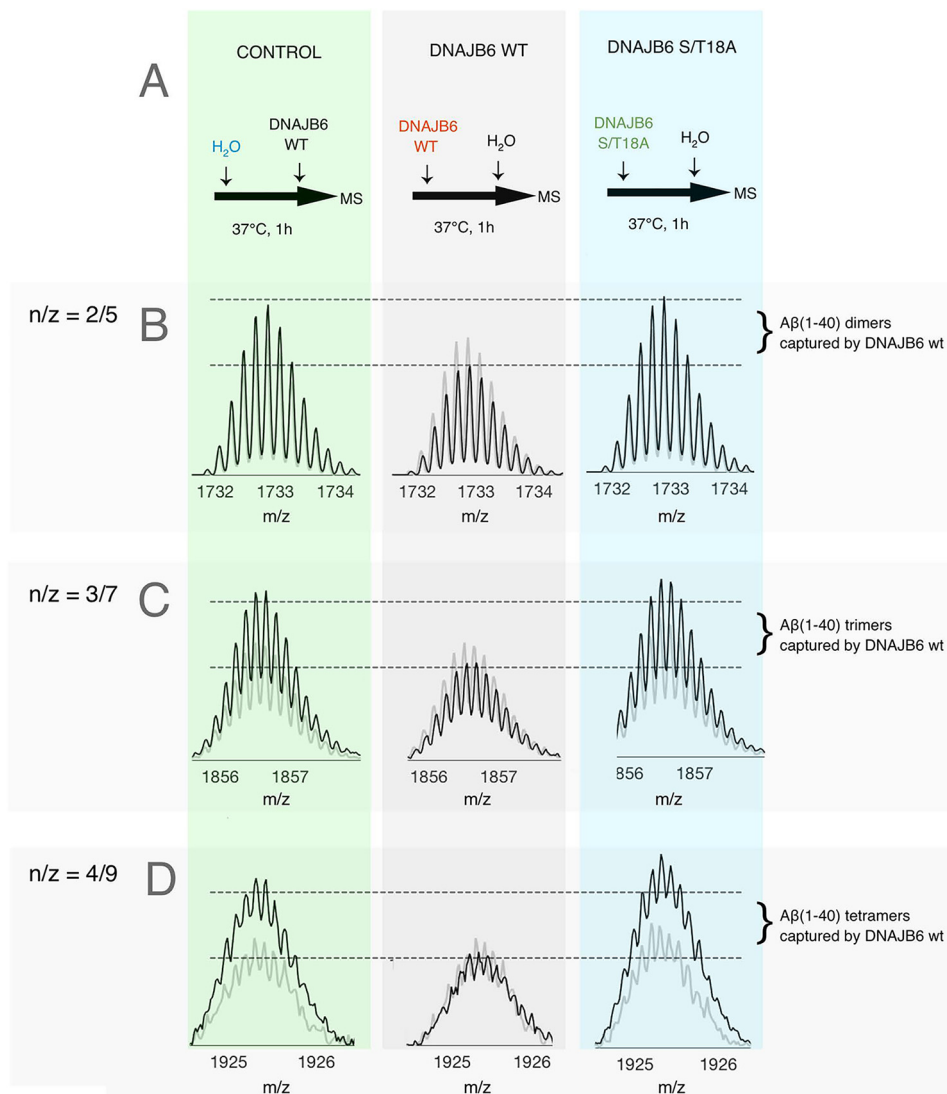 A
CONTROL
DNAJB6 WT
DNAJB6 S/T18A
H₂O
DNAJB6
WT
MS
37°C, 1h
DNAJB6
WT
H₂O
MS
37°C, 1h
DNAJB6
S/T18A
H₂O
MS
37°C, 1h
n/z = 2/5
B
Aβ(1-40) dimers
captured by DNAJB6 wt
1732 1733 1734
m/z
1732 1733 1734
m/z
1732 1733 1734
m/z
n/z = 3/7
C
Aβ(1-40) trimers
captured by DNAJB6 wt
1856 1857
m/z
1856 1857
m/z
856 1857
m/z
n/z = 4/9
D
Aβ(1-40) tetramers
captured by DNAJB6 wt
1925 1926
m/z
1925 1926
m/z
1925 1926
m/z